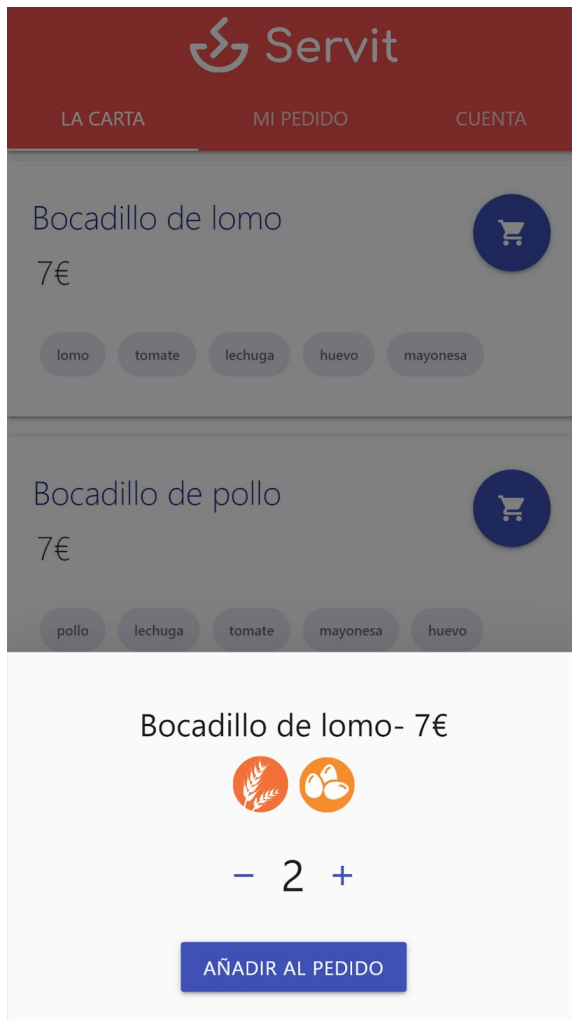 Servit
LA CARTA MI PEDIDO CUENTA
Bocadillo de lomo
7€
lomo tomate lechuga huevo mayonesa
Bocadillo de pollo
7€
pollo lechuga tomate mayonesa huevo
Bocadillo de lomo- 7€
− 2 +
AÑADIR AL PEDIDO